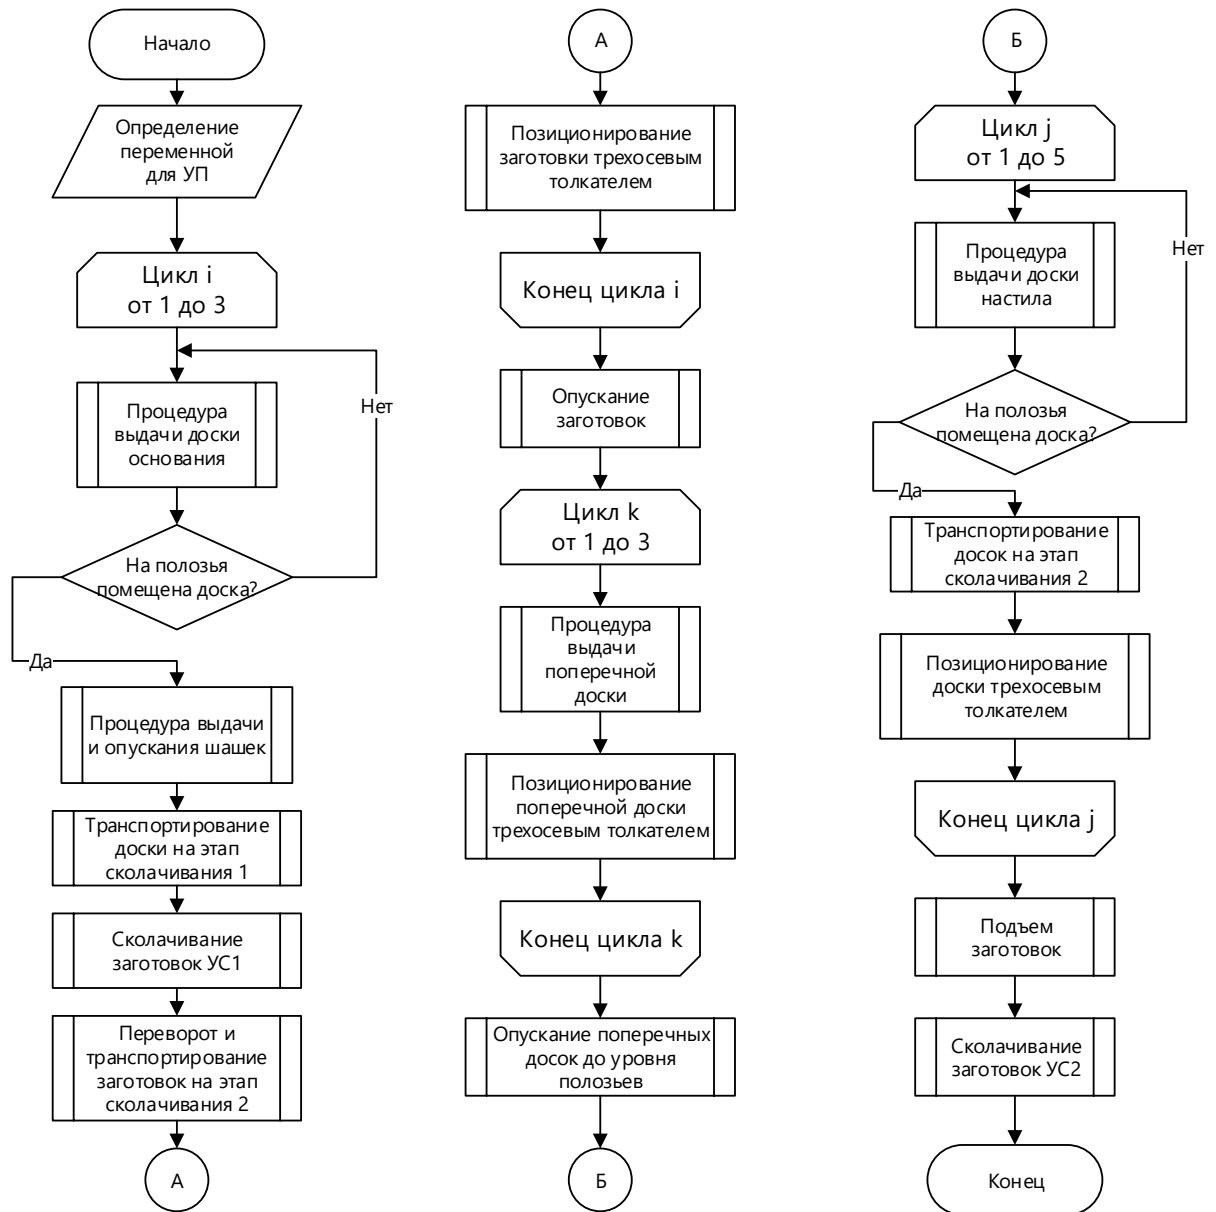 Начало
Определение
переменной
для УП
Цикл i
от 1 до 3
Процедура
выдачи доски
основания
Нет
На полозья
помещена доска?
Да
Процедура выдачи
и опускания шашек
Транспортирование
доски на этап
сколачивания 1
Сколачивание
заготовок УС1
Переворот и
транспортирование
заготовок на этап
сколачивания 2
А
А
Позиционирование
заготовки трехосевым
толкателем
Конец цикла i
Опускание
заготовок
Цикл k
от 1 до 3
Процедура
выдачи
поперечной
доски
Позиционирование
поперечной доски
трехосевым толкателем
Конец цикла k
Опускание поперечных
досок до уровня
полозьев
Б
Б
Цикл j
от 1 до 5
Нет
Процедура
выдачи доски
настила
На полозья
помещена доска?
Да
Транспортирование
досок на этап
сколачивания 2
Позиционирование
доски трехосевым
толкателем
Конец цикла j
Подъем
заготовок
Сколачивание
заготовок УС2
Конец